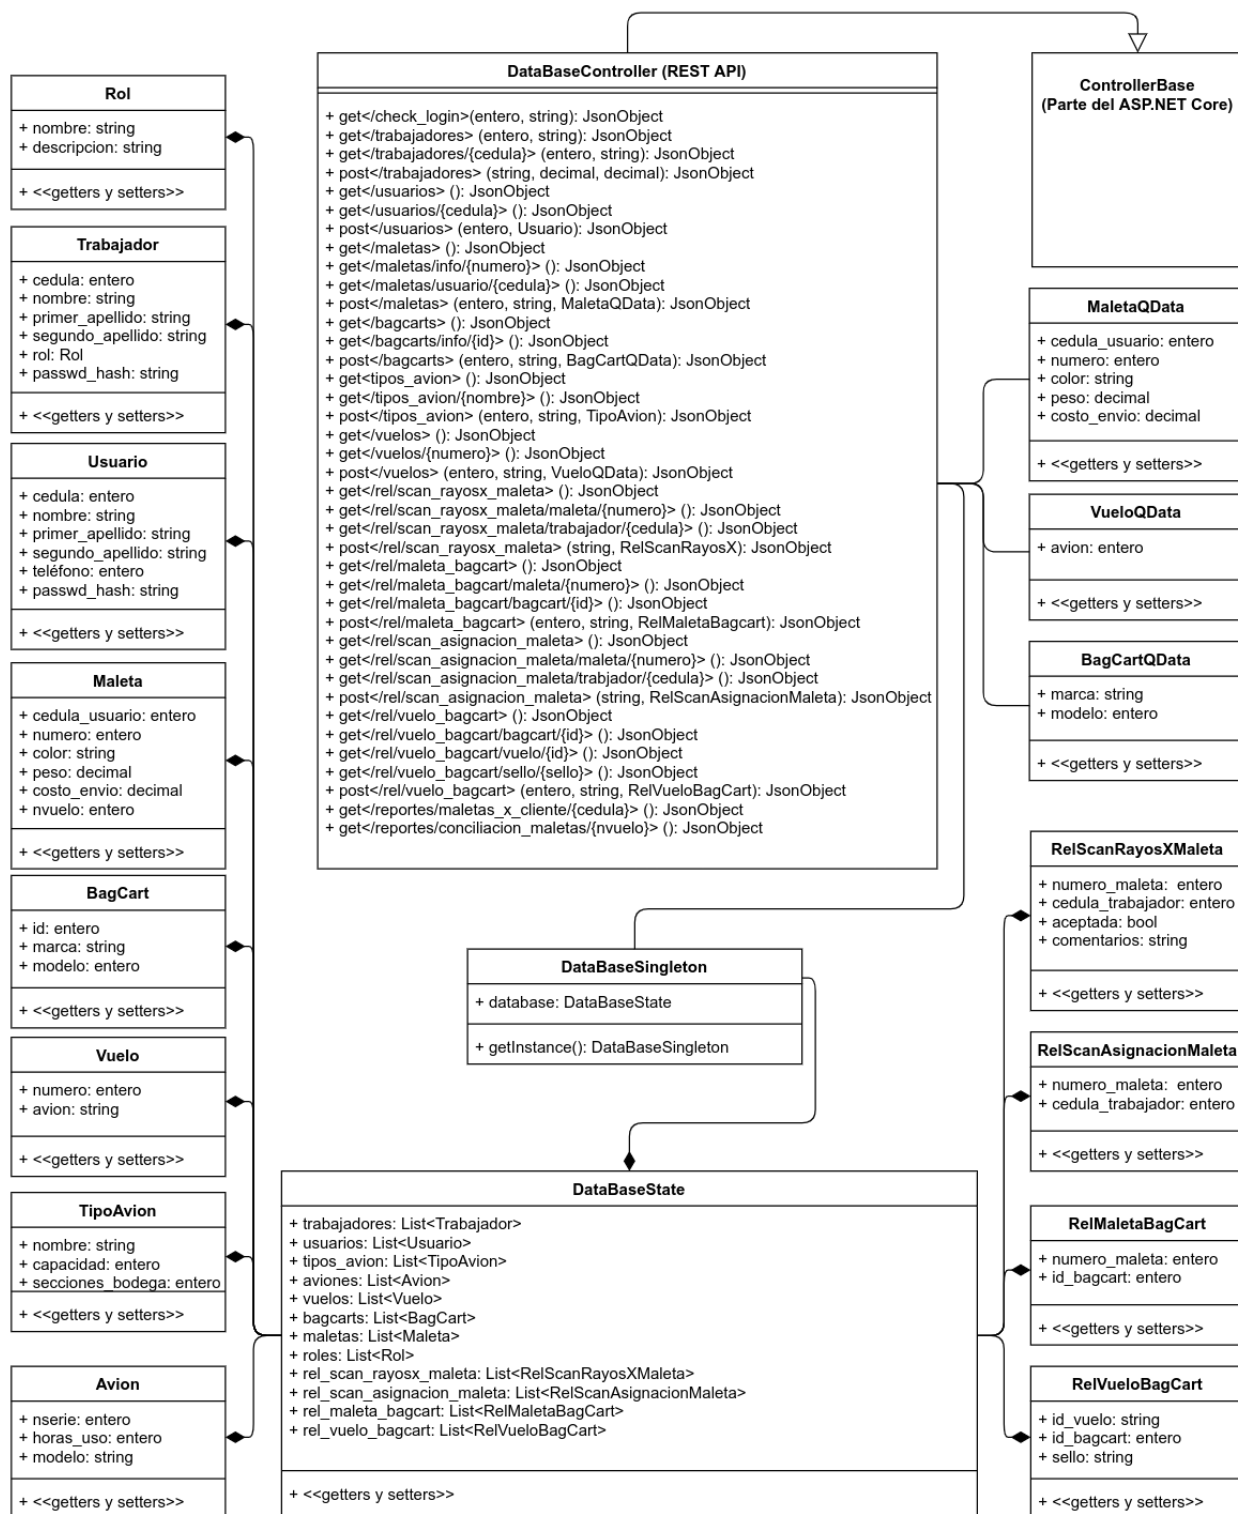 DataBaseController (REST API)
+ get</check_login>(entero, string): JsonObject
+ get</trabajadores> (entero, string): JsonObject
+ get</trabajadores/{cedula}> (entero, string): JsonObject
+ post</trabajadores> (string, decimal, decimal): JsonObject
+ get</usuarios> (): JsonObject
+ get</usuarios/{cedula}> (): JsonObject
+ post</usuarios> (entero, Usuario): JsonObject
+ get</maletas> (): JsonObject
+ get</maletas/info/{numero}> (): JsonObject
+ get</maletas/usuario/{cedula}> (): JsonObject
+ post</maletas> (entero, string, MaletaQData): JsonObject
+ get</bagcarts> (): JsonObject
+ get</bagcarts/info/{id}> (): JsonObject
+ post</bagcarts> (entero, string, BagCartQData): JsonObject
+ get<tipos_avion> (): JsonObject
+ get</tipos_avion/{nombre}> (): JsonObject
+ post</tipos_avion> (entero, string, TipoAvion): JsonObject
+ get</vuelos> (): JsonObject
+ get</vuelos/{numero}> (): JsonObject
+ post</vuelos> (entero, string, VueloQData): JsonObject
+ get</rel/scan_rayosx_maleta> (): JsonObject
+ get</rel/scan_rayosx_maleta/maleta/{numero}> (): JsonObject
+ get</rel/scan_rayosx_maleta/trabajador/{cedula}> (): JsonObject
+ post</rel/scan_rayosx_maleta> (string, RelScanRayosX): JsonObject
+ get</rel/maleta_bagcart> (): JsonObject
+ get</rel/maleta_bagcart/maleta/{numero}> (): JsonObject
+ get</rel/maleta_bagcart/bagcart/{id}> (): JsonObject
+ post</rel/maleta_bagcart> (entero, string, RelMaletaBagcart): JsonObject
+ get</rel/scan_asignacion_maleta> (): JsonObject
+ get</rel/scan_asignacion_maleta/maleta/{numero}> (): JsonObject
+ get</rel/scan_asignacion_maleta/trabjador/{cedula}> (): JsonObject
+ post</rel/scan_asignacion_maleta> (string, RelScanAsignacionMaleta): JsonObject
+ get</rel/vuelo_bagcart> (): JsonObject
+ get</rel/vuelo_bagcart/bagcart/{id}> (): JsonObject
+ get</rel/vuelo_bagcart/vuelo/{id}> (): JsonObject
+ get</rel/vuelo_bagcart/sello/{sello}> (): JsonObject
+ post</rel/vuelo_bagcart> (entero, string, RelVueloBagCart): JsonObject
+ get</reportes/maletas_x_cliente/{cedula}> (): JsonObject
+ get</reportes/conciliacion_maletas/{nvuelo}> (): JsonObject
ControllerBase
(Parte del ASP.NET Core)
Rol
+ nombre: string
+ descripcion: string
+ <<getters y setters>>
Trabajador
+ cedula: entero
+ nombre: string
+ primer_apellido: string
+ segundo_apellido: string
+ rol: Rol
+ passwd_hash: string
+ <<getters y setters>>
Usuario
+ cedula: entero
+ nombre: string
+ primer_apellido: string
+ segundo_apellido: string
+ teléfono: entero
+ passwd_hash: string
+ <<getters y setters>>
Maleta
+ cedula_usuario: entero
+ numero: entero
+ color: string
+ peso: decimal
+ costo_envio: decimal
+ nvuelo: entero
+ <<getters y setters>>
BagCart
+ id: entero
+ marca: string
+ modelo: entero
+ <<getters y setters>>
Vuelo
+ numero: entero
+ avion: string
+ <<getters y setters>>
TipoAvion
+ nombre: string
+ capacidad: entero
+ secciones_bodega: entero
+ <<getters y setters>>
Avion
+ nserie: entero
+ horas_uso: entero
+ modelo: string
+ <<getters y setters>>
MaletaQData
+ cedula_usuario: entero
+ numero: entero
+ color: string
+ peso: decimal
+ costo_envio: decimal
+ <<getters y setters>>
VueloQData
+ avion: entero
+ <<getters y setters>>
BagCartQData
+ marca: string
+ modelo: entero
+ <<getters y setters>>
DataBaseSingleton
+ database: DataBaseState
+ getInstance(): DataBaseSingleton
DataBaseState
+ trabajadores: List<Trabajador>
+ usuarios: List<Usuario>
+ tipos_avion: List<TipoAvion>
+ aviones: List<Avion>
+ vuelos: List<Vuelo>
+ bagcarts: List<BagCart>
+ maletas: List<Maleta>
+ roles: List<Rol>
+ rel_scan_rayosx_maleta: List<RelScanRayosXMaleta>
+ rel_scan_asignacion_maleta: List<RelScanAsignacionMaleta>
+ rel_maleta_bagcart: List<RelMaletaBagCart>
+ rel_vuelo_bagcart: List<RelVueloBagCart>
+ <<getters y setters>>
RelScanRayosXMaleta
+ numero_maleta: entero
+ cedula_trabajador: entero
+ aceptada: bool
+ comentarios: string
+ <<getters y setters>>
RelScanAsignacionMaleta
+ numero_maleta: entero
+ cedula_trabajador: entero
+ <<getters y setters>>
RelMaletaBagCart
+ numero_maleta: entero
+ id_bagcart: entero
+ <<getters y setters>>
RelVueloBagCart
+ id_vuelo: string
+ id_bagcart: entero
+ sello: string
+ <<getters y setters>>